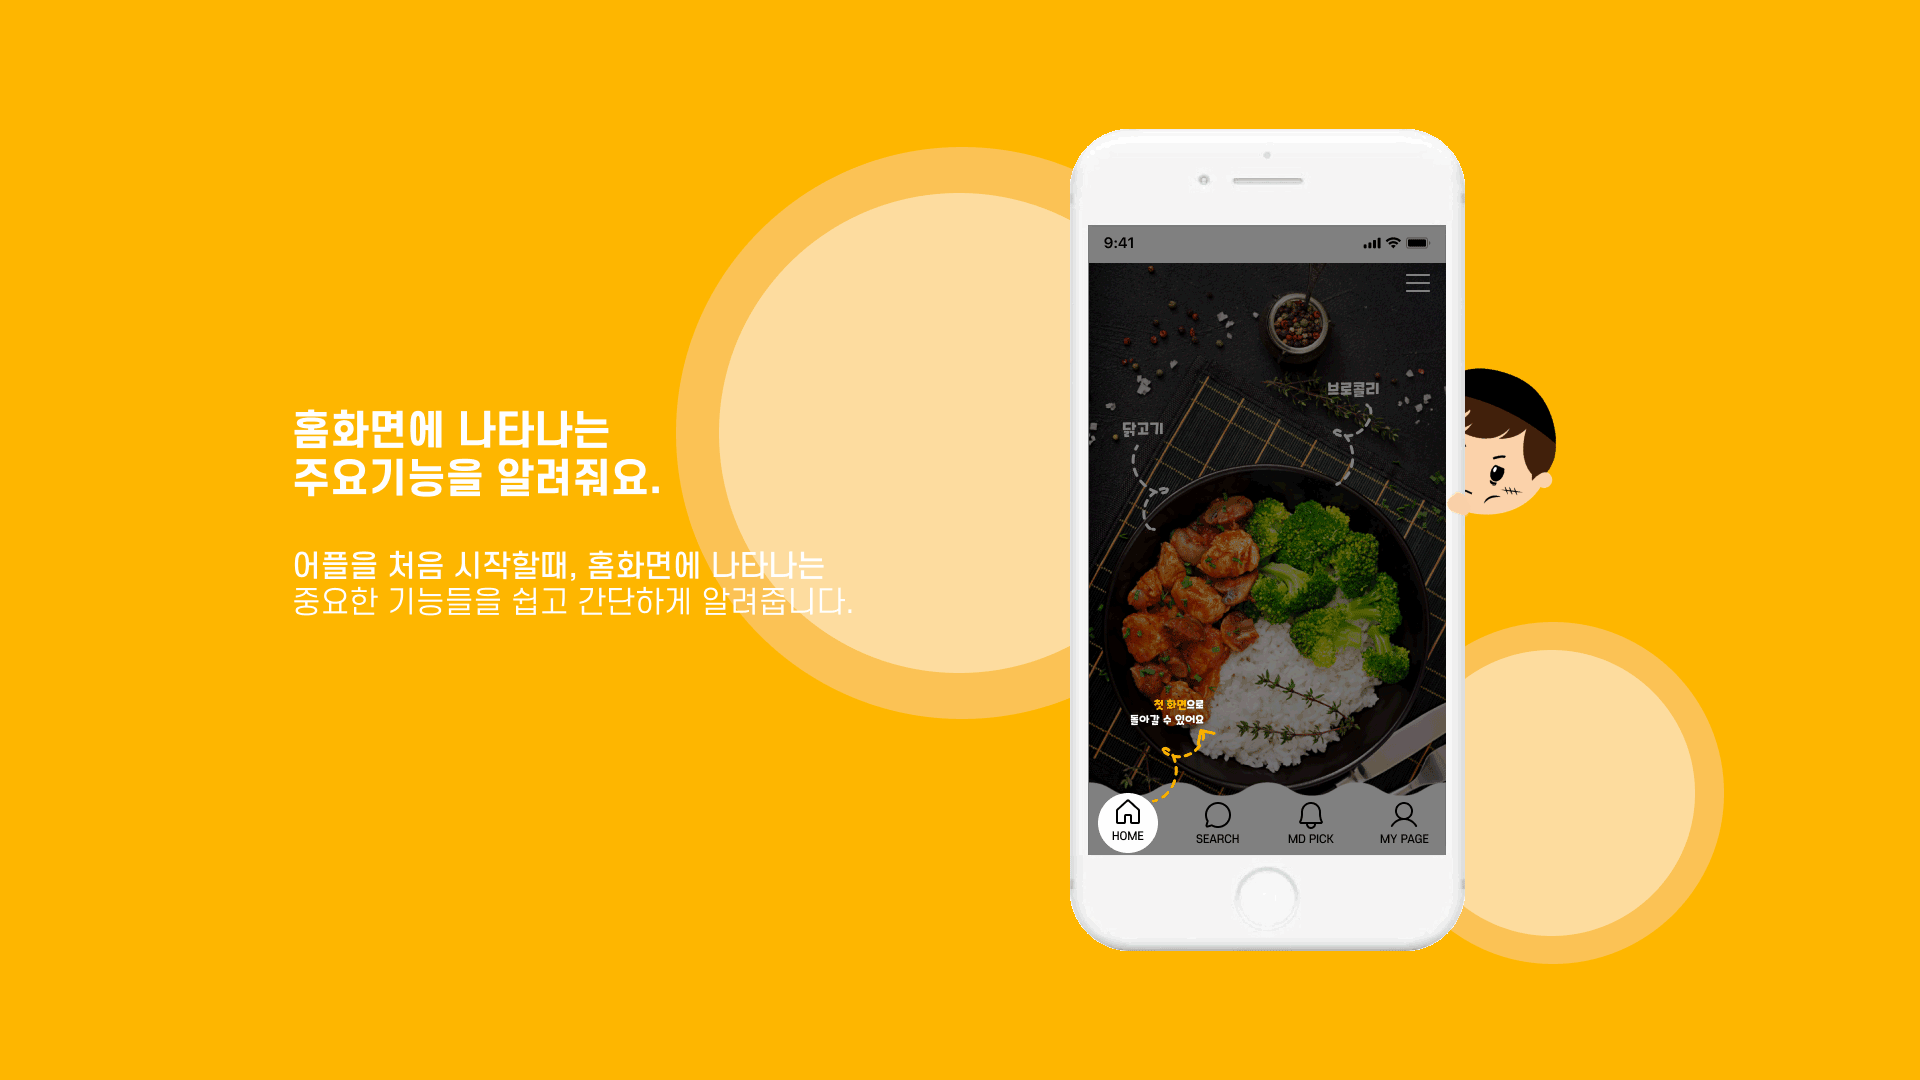 홈화면에 나타나는
주요기능을 알려줘요.
어플을 처음 시작할때, 홈화면에 나타나는
중요한 기능들을 쉽고 간단하게 알려줍니다.
9:41
브로콜리
닭고기
첫 화면으로
돌아갈 수 있어요
HOME
SEARCH
MD PICK
MY PAGE